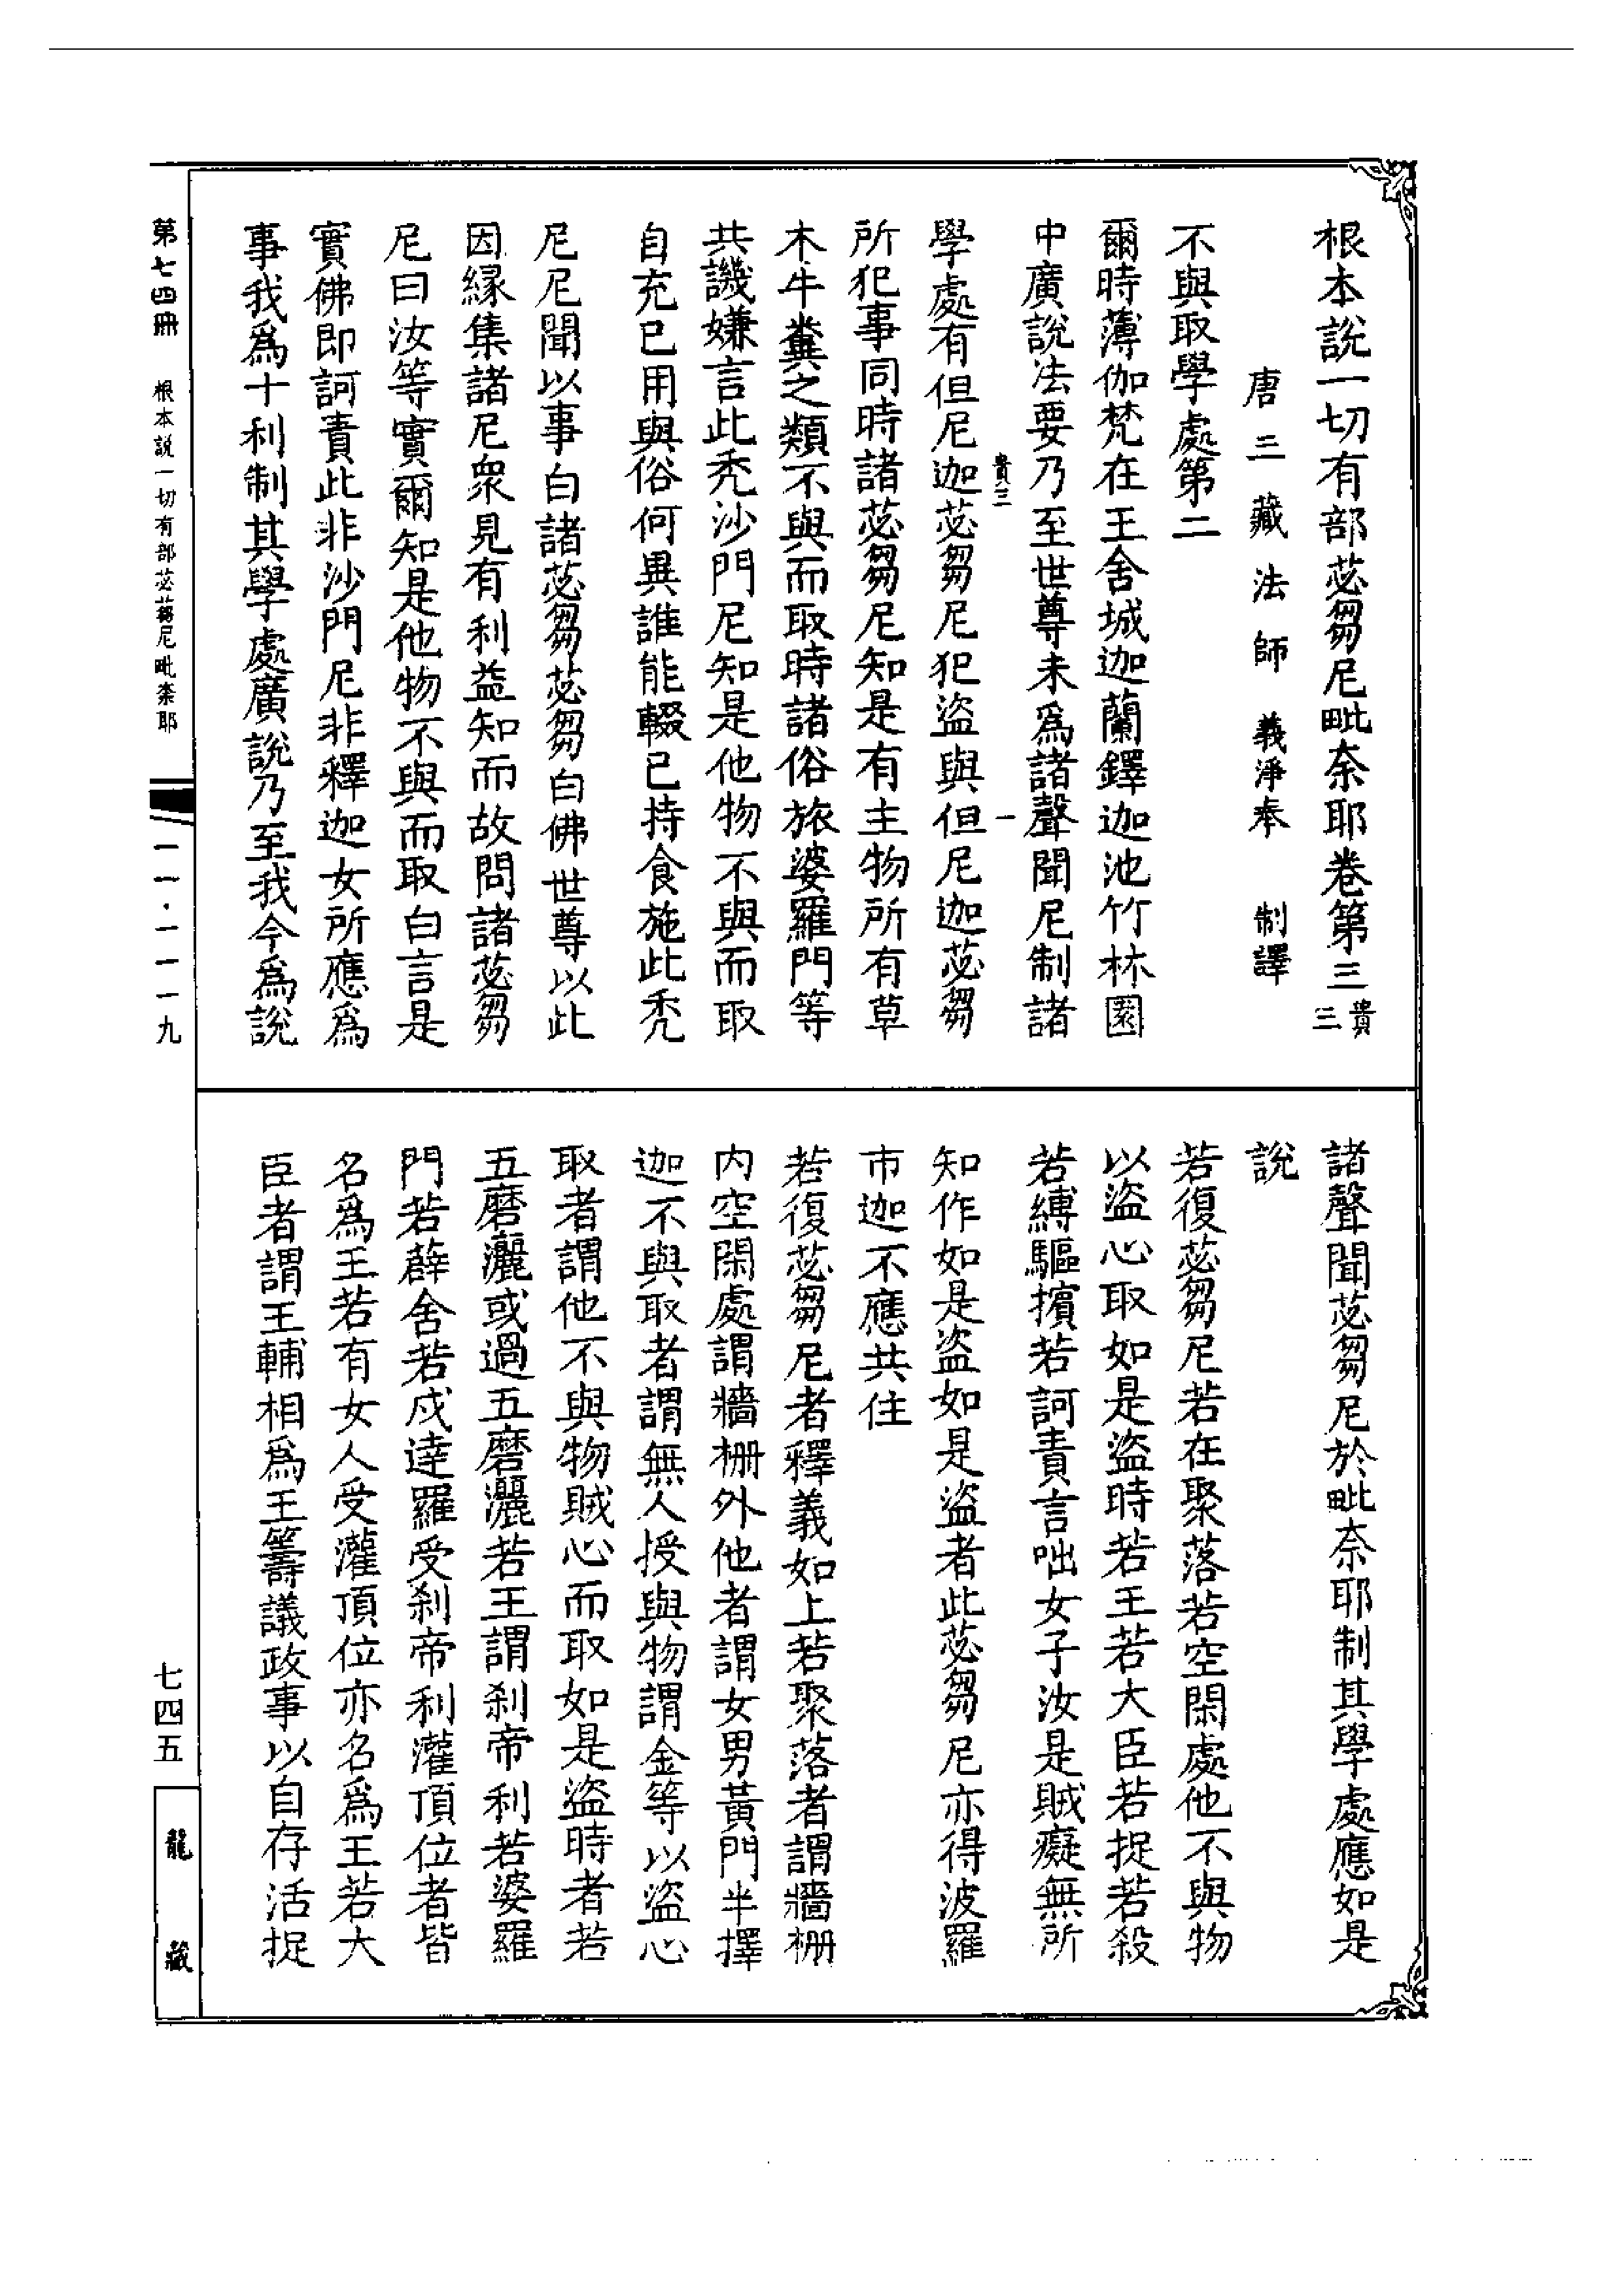 根本說一切有部苾芻尼毗奈耶卷第三 貴三
唐三藏法師 義淨奉 制譯
不與取學處第二
爾時薄伽梵在王舍城迦蘭鐸迦池竹林園
中廣說法要乃至世尊未爲諸聲聞尼制諸
貴三 一
學處有但尼迦苾芻尼犯盜與但尼迦苾芻
所犯事同時諸苾芻尼知是有主物所有草
木牛糞之類不與而取時諸俗旅婆羅門等
共譏嫌言此禿沙門尼知是他物不與而取
自充已用與俗何異誰能輟已持食施此禿
尼尼聞以事白諸苾芻苾芻白佛世尊以此
因緣集諸尼衆見有利益知而故問諸苾芻
尼曰汝等實爾知是他物不與而取白言是
實佛即訶責此非沙門尼非釋迦女所應爲
事我爲十利制其學處廣說乃至我今爲說
諸聲聞苾芻尼於毗奈耶制其學處應如是
說
若復苾芻尼若在聚落若空閑處他不與物
以盜心取如是盜時若王若大臣若捉若殺
若縛驅擯若訶責言咄女子汝是賊癡無所
知作如是盜如是盜者此苾芻尼亦得波羅
市迦不應共住
若復苾芻尼者釋義如上若聚落者謂牆柵
内空閑處謂牆柵外他者謂女男黃門半擇
迦不與取者謂無人授與物謂金等以盜心
取者謂他不與物賊心而取如是盜時者若
五磨灑或過五磨灑若王謂刹帝利若婆羅
門若薜舍若戍達羅受刹帝利灌頂位者皆
名爲王若有女人受灌頂位亦名爲王若大
臣者謂王輔相爲王籌議政事以自存活捉
第七四冊 根本說一切有部苾蒭尼毗奈耶
一一·一一一九
七四五
龍藏